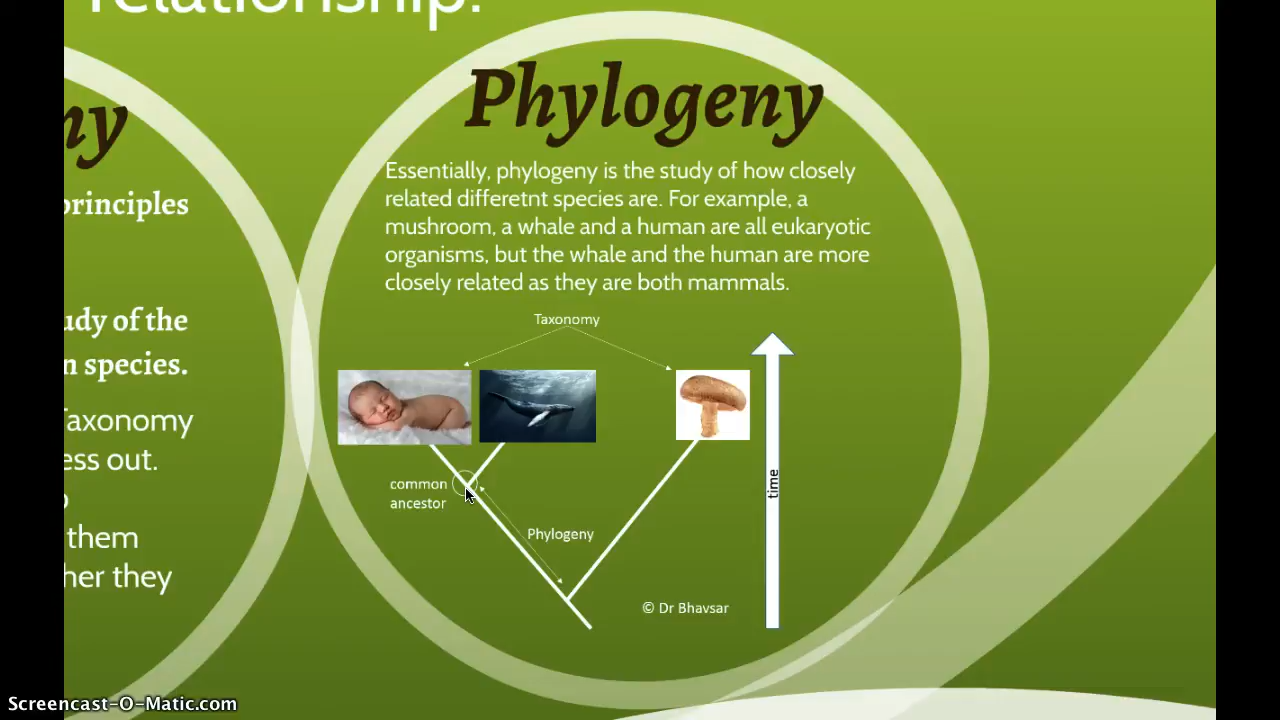 relationship.
Phylogeny
Essentially, phylogeny is the study of how closely
related differetnt species are. For example, a
mushroom, a whale and a human are all eukaryotic
organisms, but the whale and the human are more
closely related as they are both mammals.
Taxonomy
common
ancestor
Phylogeny
time
© Dr Bhavsar
ny
principles
udy of the
n species.
Taxonomy
ess out.
them
her they
Screencast-O-Matic.com